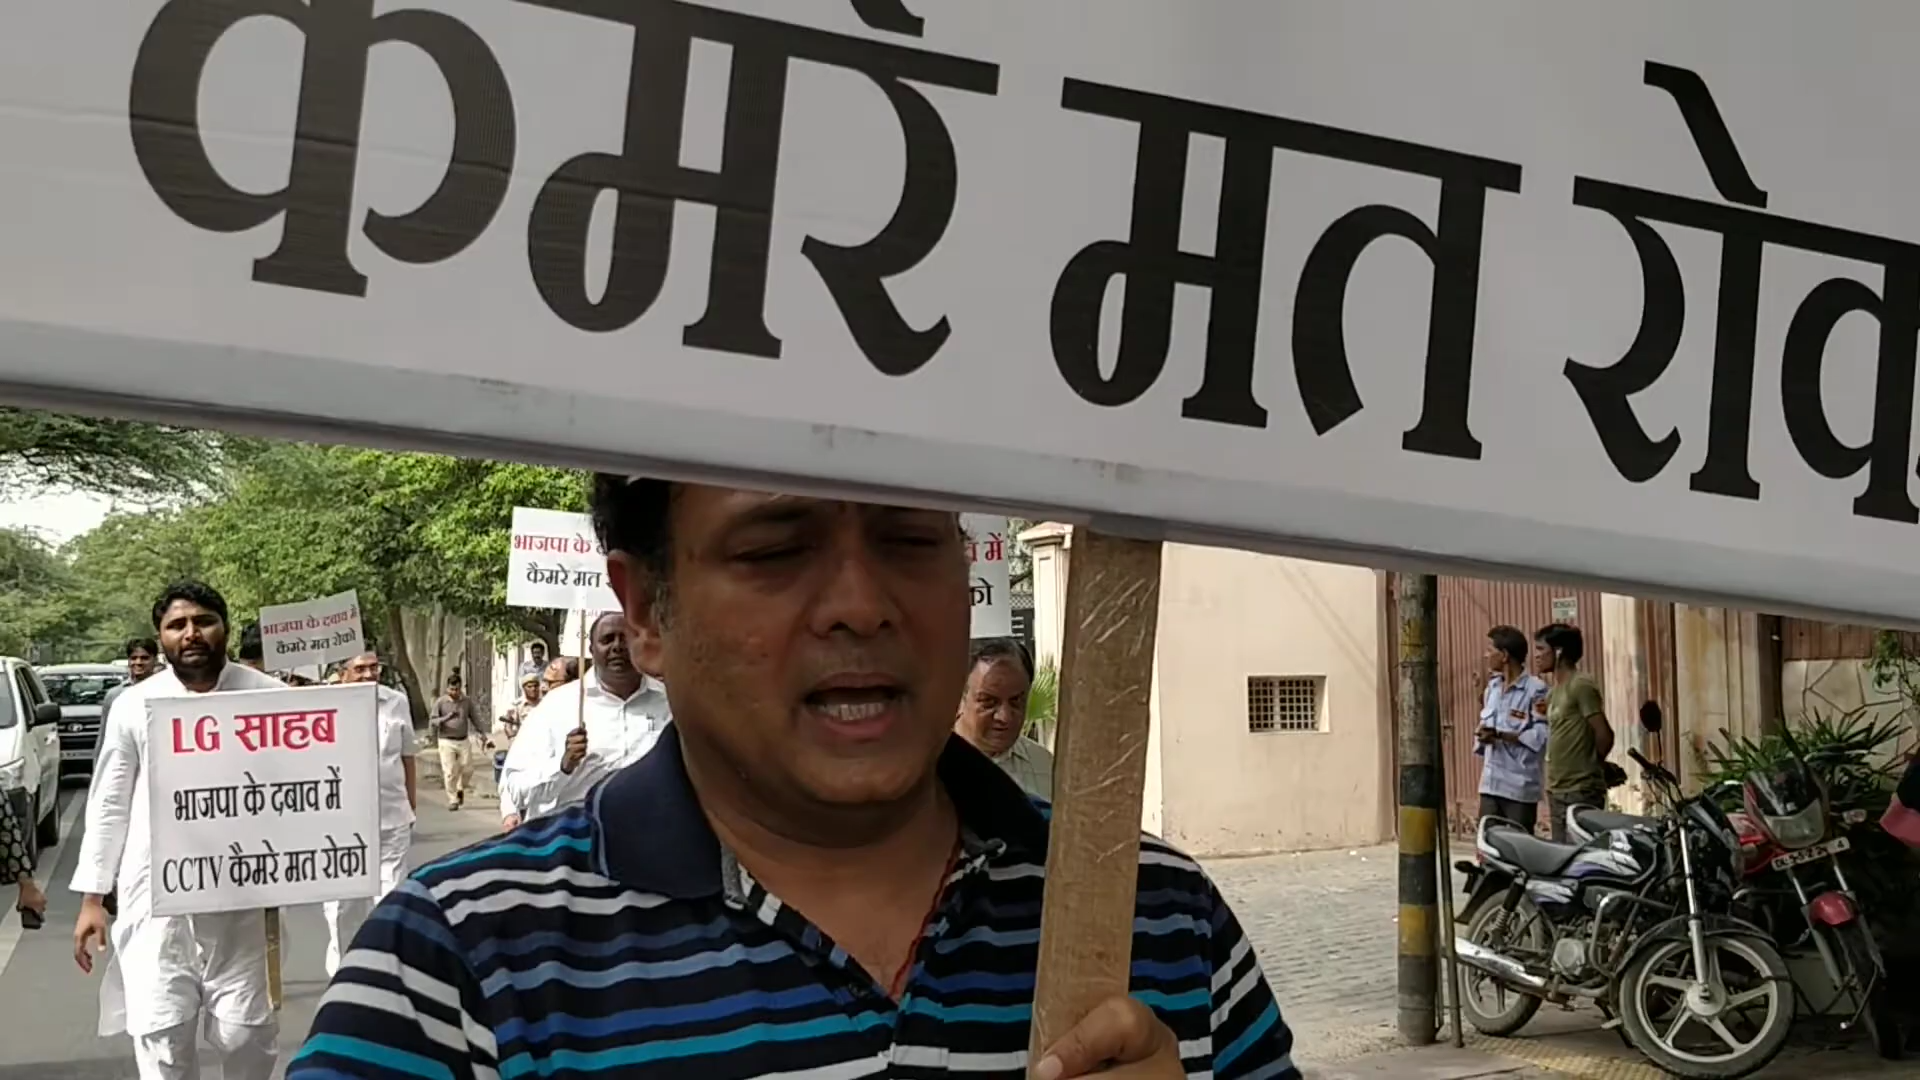 कैमरे मत रोक
भाजपा के
कैमरे मत
में
को
भाजपा के दबाव में
कैमरे मत रोको
LG साहब
भाजपा के दबाव में
CCTV कैमरे मत रोको